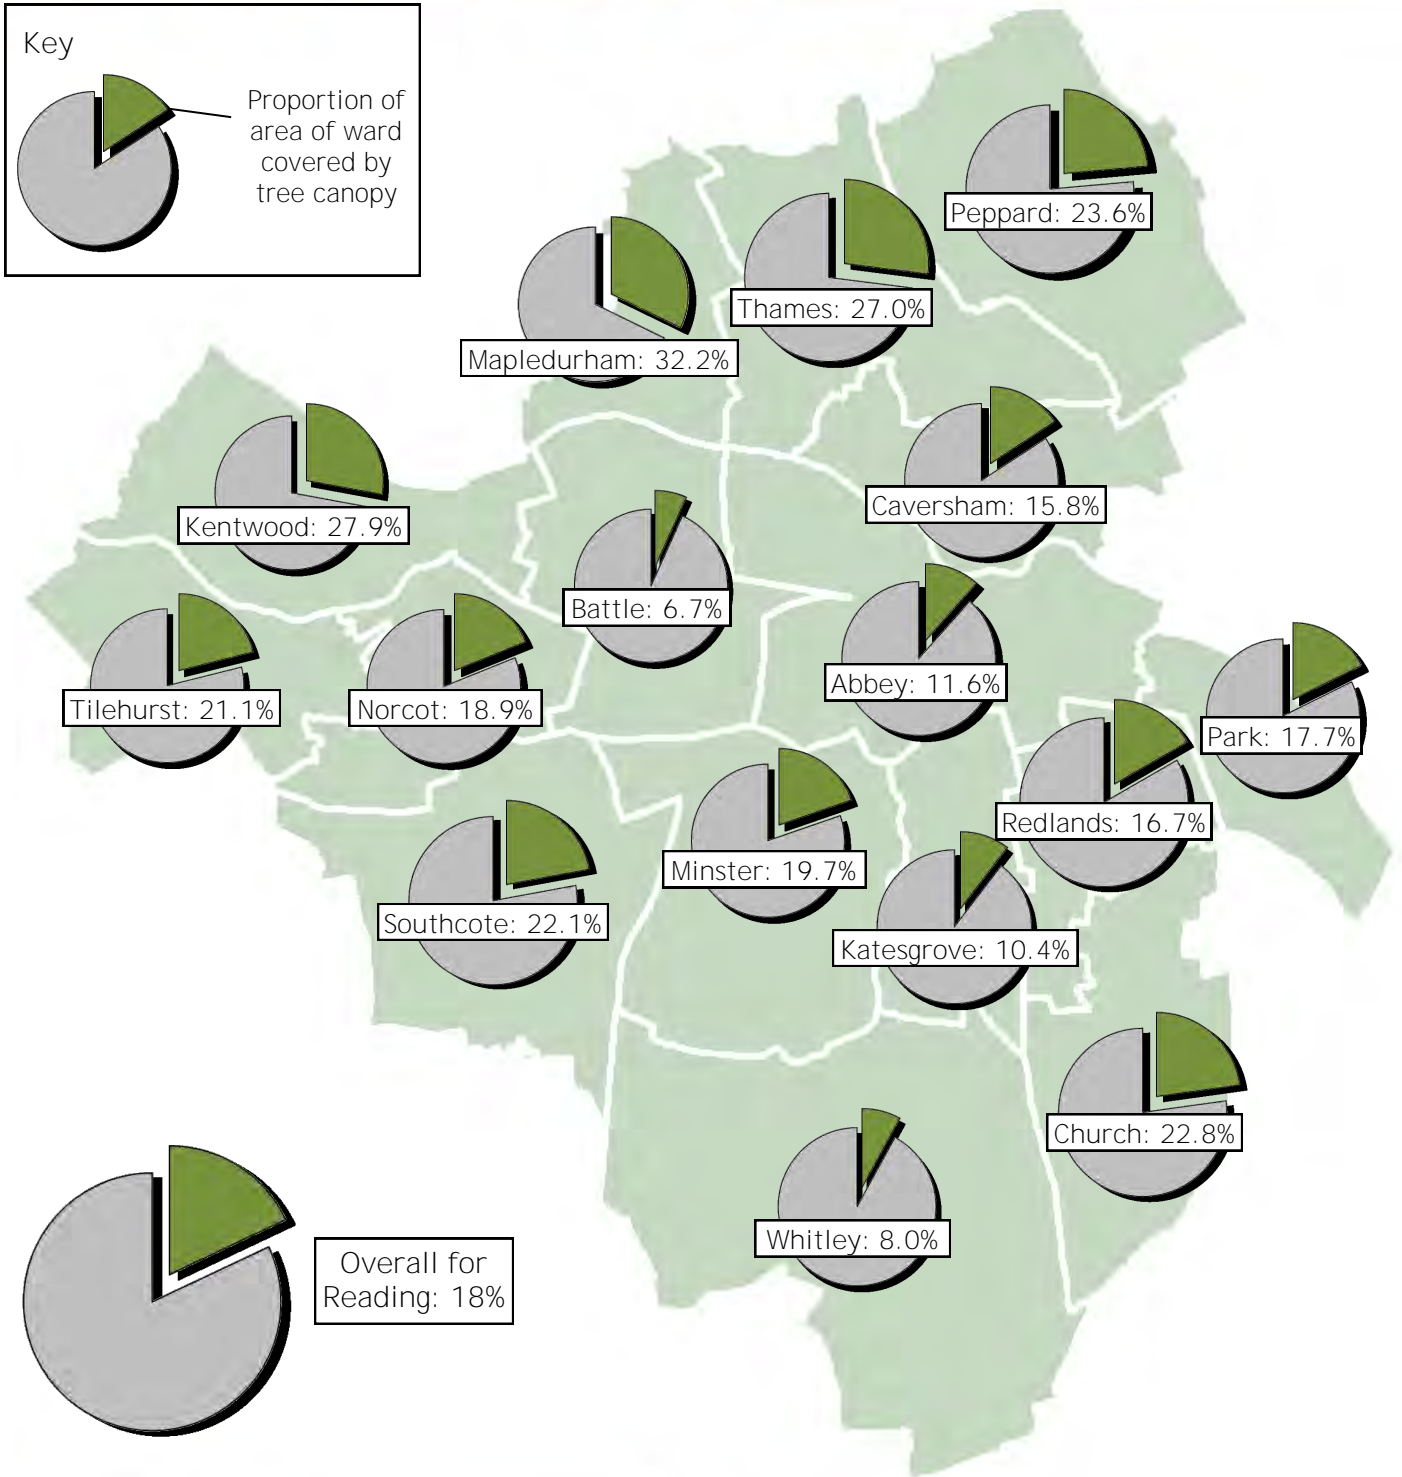 Key
Proportion of
area of ward
covered by
tree canopy
Peppard: 23.6%
Thames: 27.0%
Mapledurham: 32.2%
Caversham: 15.8%
Kentwood: 27.9%
Battle: 6.7%
Abbey: 11.6%
Tilehurst: 21.1%
Norcot: 18.9%
Park: 17.7%
Redlands: 16.7%
Minster: 19.7%
Southcote: 22.1%
Katesgrove: 10.4%
Church: 22.8%
Whitley: 8.0%
Overall for
Reading: 18%